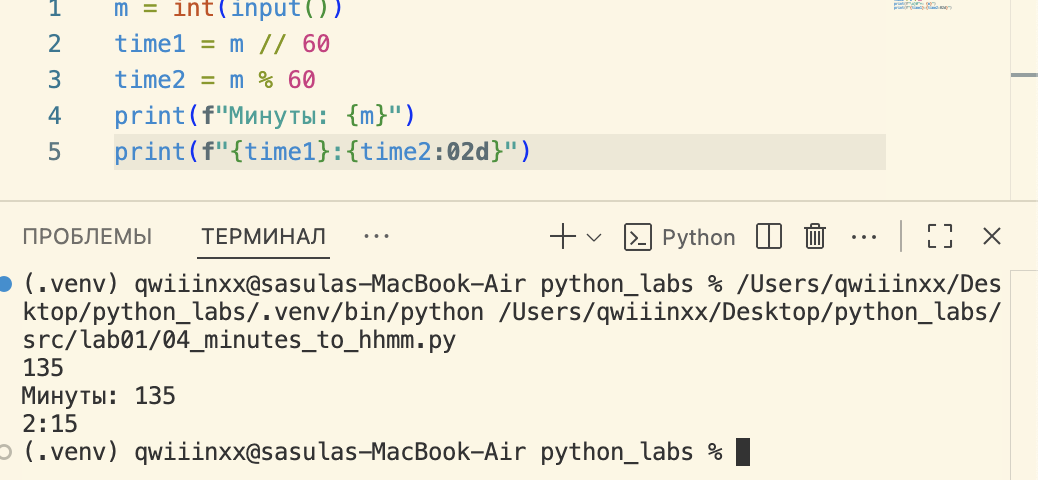 1 m = int(input())
2 time1 = m // 60
3 time2 = m % 60
4 print(f"Минуты: {m}")
5 print(f"{time1}:{time2:02d}")
ПРОБЛЕМЫ ТЕРМИНАЛ ··· Python ···
(.venv) qwiiinxx@sasulas-MacBook-Air python_labs % /Users/qwiiinxx/Des
ktop/python_labs/.venv/bin/python /Users/qwiiinxx/Desktop/python_labs/
src/lab01/04_minutes_to_hhmm.py
135
Минуты: 135
2:15
(.venv) qwiiinxx@sasulas-MacBook-Air python_labs %